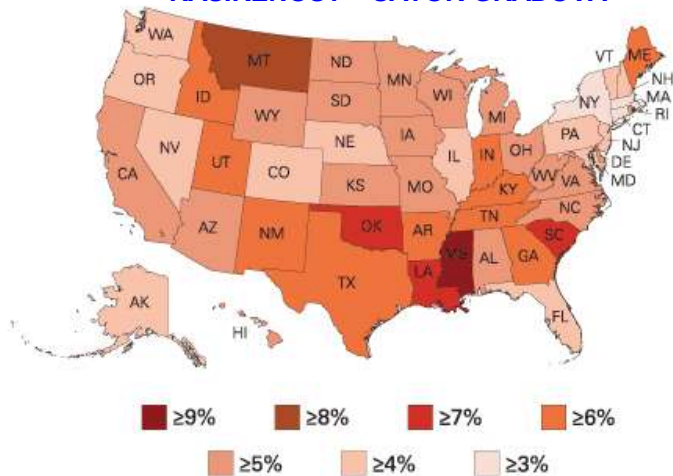 WA
MT
ND
MN
VT
ME
OR
ID
SD
WI
NH
NY
MA
WY
MI
RI
CT
IA
PA
NJ
NE
NV
IL
IN
OH
DE
UT
CO
MD
CA
KS
MO
WV
VA
KY
NC
TN
AZ
NM
OK
AR
SC
MS
AL
GA
TX
LA
AK
HI
FL
≥9% ≥8% ≥7% ≥6%
≥5% ≥4% ≥3%